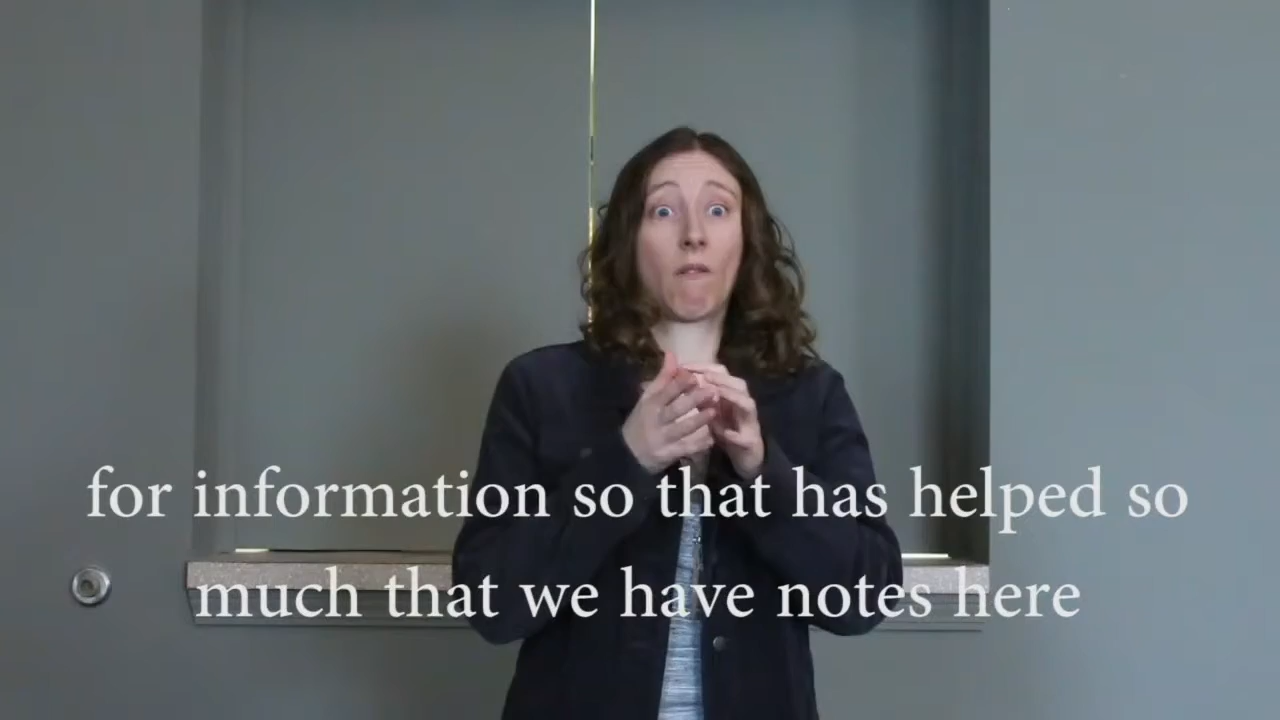 for information so that has helped so
much that we have notes here